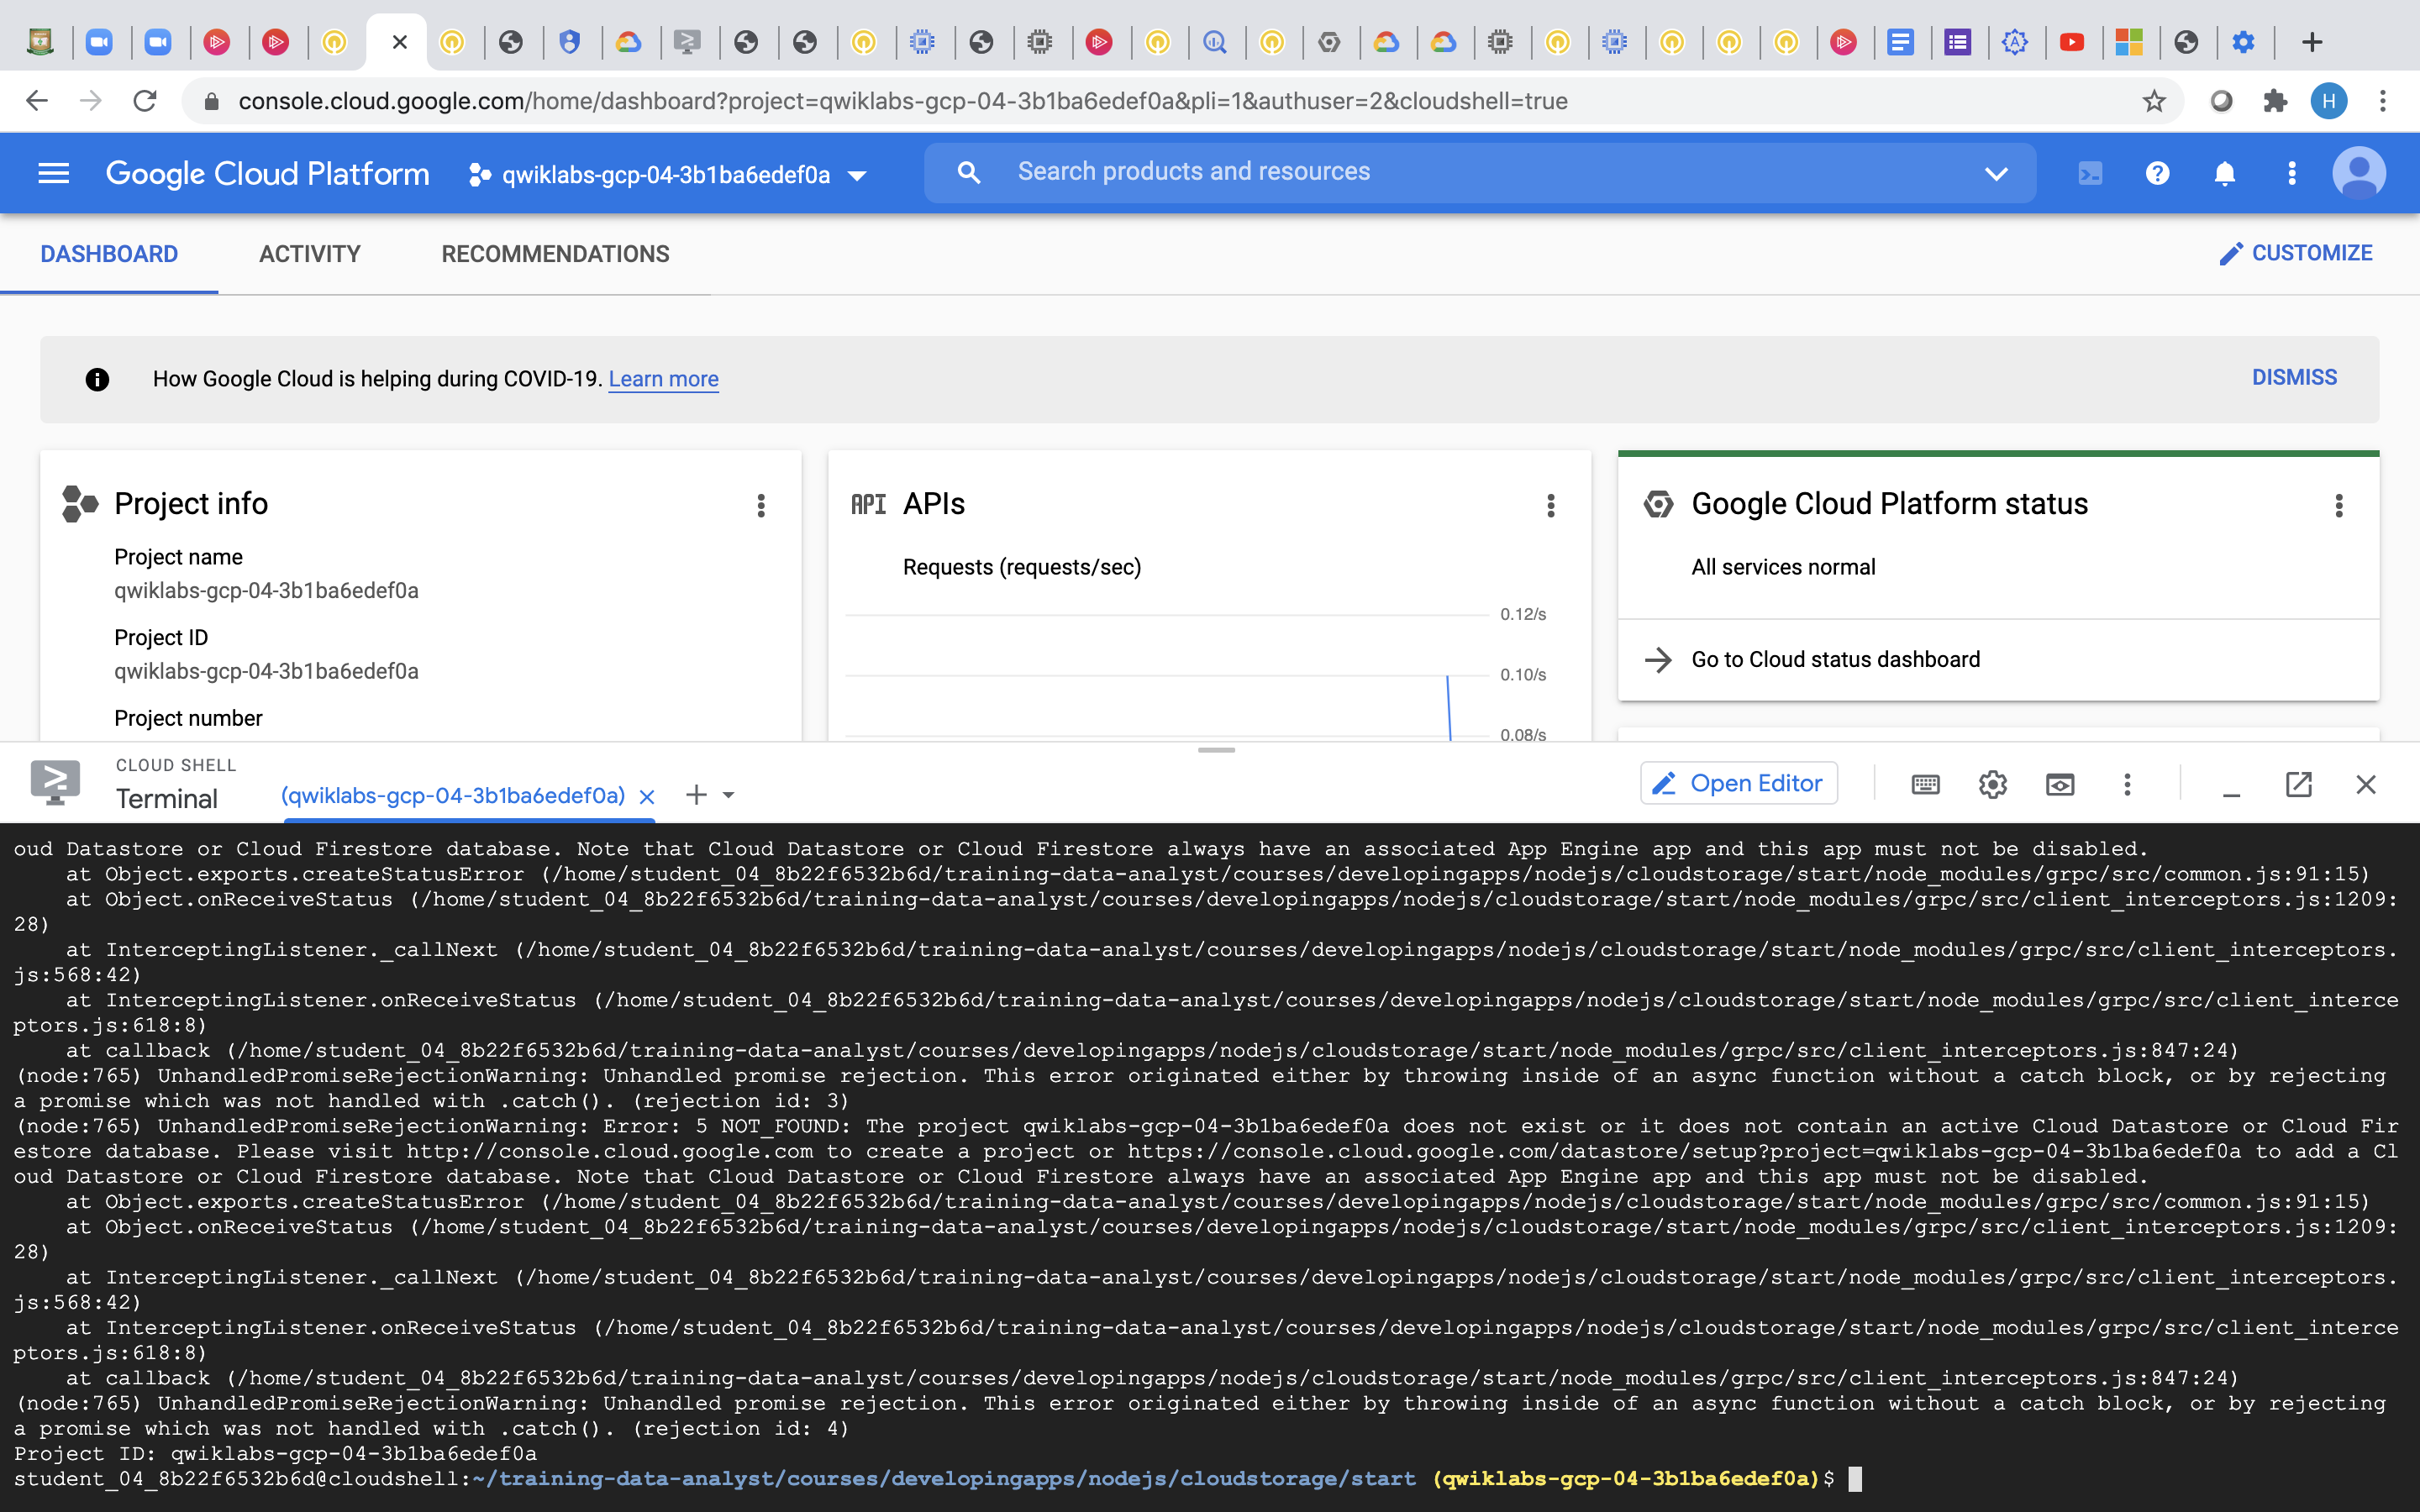 console.cloud.google.com/home/dashboard?project=qwiklabs-gcp-04-3b1ba6edef0a&pli=1&authuser=2&cloudshell=true
H
Google Cloud Platform
qwiklabs-gcp-04-3b1ba6edef0a
Search products and resources
DASHBOARD
ACTIVITY
RECOMMENDATIONS
CUSTOMIZE
How Google Cloud is helping during COVID-19. Learn more
DISMISS
Project info
Project name
qwiklabs-gcp-04-3b1ba6edef0a
Project ID
qwiklabs-gcp-04-3b1ba6edef0a
Project number
API APIs
Requests (requests/sec)
0.12/s
0.10/s
0.08/s
Google Cloud Platform status
All services normal
Go to Cloud status dashboard
CLOUD SHELL
Terminal
(qwiklabs-gcp-04-3b1ba6edef0a)
Open Editor
oud Datastore or Cloud Firestore database. Note that Cloud Datastore or Cloud Firestore always have an associated App Engine app and this app must not be disabled.
    at Object.exports.createStatusError (/home/student_04_8b22f6532b6d/training-data-analyst/courses/developingapps/nodejs/cloudstorage/start/node_modules/grpc/src/common.js:91:15)
    at Object.onReceiveStatus (/home/student_04_8b22f6532b6d/training-data-analyst/courses/developingapps/nodejs/cloudstorage/start/node_modules/grpc/src/client_interceptors.js:1209:
28)
    at InterceptingListener._callNext (/home/student_04_8b22f6532b6d/training-data-analyst/courses/developingapps/nodejs/cloudstorage/start/node_modules/grpc/src/client_interceptors.
js:568:42)
    at InterceptingListener.onReceiveStatus (/home/student_04_8b22f6532b6d/training-data-analyst/courses/developingapps/nodejs/cloudstorage/start/node_modules/grpc/src/client_interce
ptors.js:618:8)
    at callback (/home/student_04_8b22f6532b6d/training-data-analyst/courses/developingapps/nodejs/cloudstorage/start/node_modules/grpc/src/client_interceptors.js:847:24)
(node:765) UnhandledPromiseRejectionWarning: Unhandled promise rejection. This error originated either by throwing inside of an async function without a catch block, or by rejecting
a promise which was not handled with .catch(). (rejection id: 3)
(node:765) UnhandledPromiseRejectionWarning: Error: 5 NOT_FOUND: The project qwiklabs-gcp-04-3b1ba6edef0a does not exist or it does not contain an active Cloud Datastore or Cloud Fir
estore database. Please visit http://console.cloud.google.com to create a project or https://console.cloud.google.com/datastore/setup?project=qwiklabs-gcp-04-3b1ba6edef0a to add a Cl
oud Datastore or Cloud Firestore database. Note that Cloud Datastore or Cloud Firestore always have an associated App Engine app and this app must not be disabled.
    at Object.exports.createStatusError (/home/student_04_8b22f6532b6d/training-data-analyst/courses/developingapps/nodejs/cloudstorage/start/node_modules/grpc/src/common.js:91:15)
    at Object.onReceiveStatus (/home/student_04_8b22f6532b6d/training-data-analyst/courses/developingapps/nodejs/cloudstorage/start/node_modules/grpc/src/client_interceptors.js:1209:
28)
    at InterceptingListener._callNext (/home/student_04_8b22f6532b6d/training-data-analyst/courses/developingapps/nodejs/cloudstorage/start/node_modules/grpc/src/client_interceptors.
js:568:42)
    at InterceptingListener.onReceiveStatus (/home/student_04_8b22f6532b6d/training-data-analyst/courses/developingapps/nodejs/cloudstorage/start/node_modules/grpc/src/client_interce
ptors.js:618:8)
    at callback (/home/student_04_8b22f6532b6d/training-data-analyst/courses/developingapps/nodejs/cloudstorage/start/node_modules/grpc/src/client_interceptors.js:847:24)
(node:765) UnhandledPromiseRejectionWarning: Unhandled promise rejection. This error originated either by throwing inside of an async function without a catch block, or by rejecting
a promise which was not handled with .catch(). (rejection id: 4)
Project ID: qwiklabs-gcp-04-3b1ba6edef0a
student_04_8b22f6532b6d@cloudshell:~/training-data-analyst/courses/developingapps/nodejs/cloudstorage/start (qwiklabs-gcp-04-3b1ba6edef0a)$